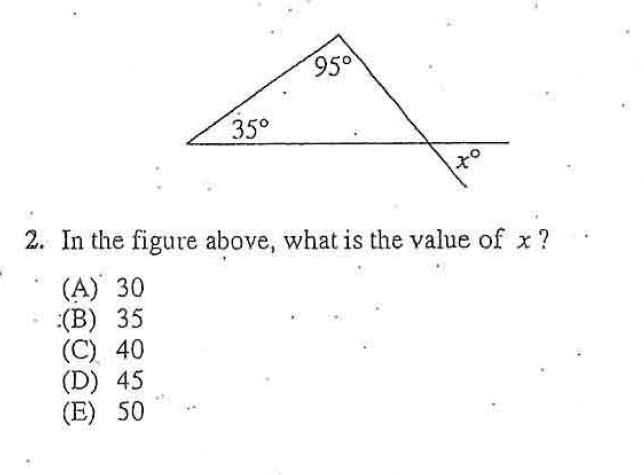 95°
35°
x°
2. In the figure above, what is the value of x ?
(A) 30
(B) 35
(C) 40
(D) 45
(E) 50